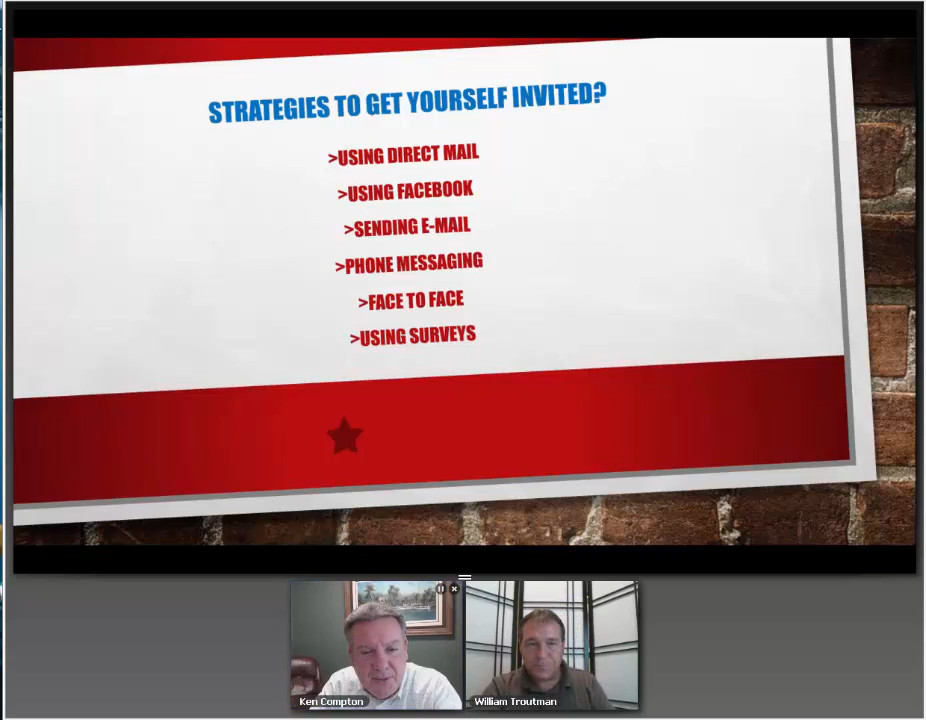 STRATEGIES TO GET YOURSELF INVITED?
>USING DIRECT MAIL
>USING FACEBOOK
>SENDING E-MAIL
>PHONE MESSAGING
>FACE TO FACE
>USING SURVEYS
Ken Compton
William Troutman